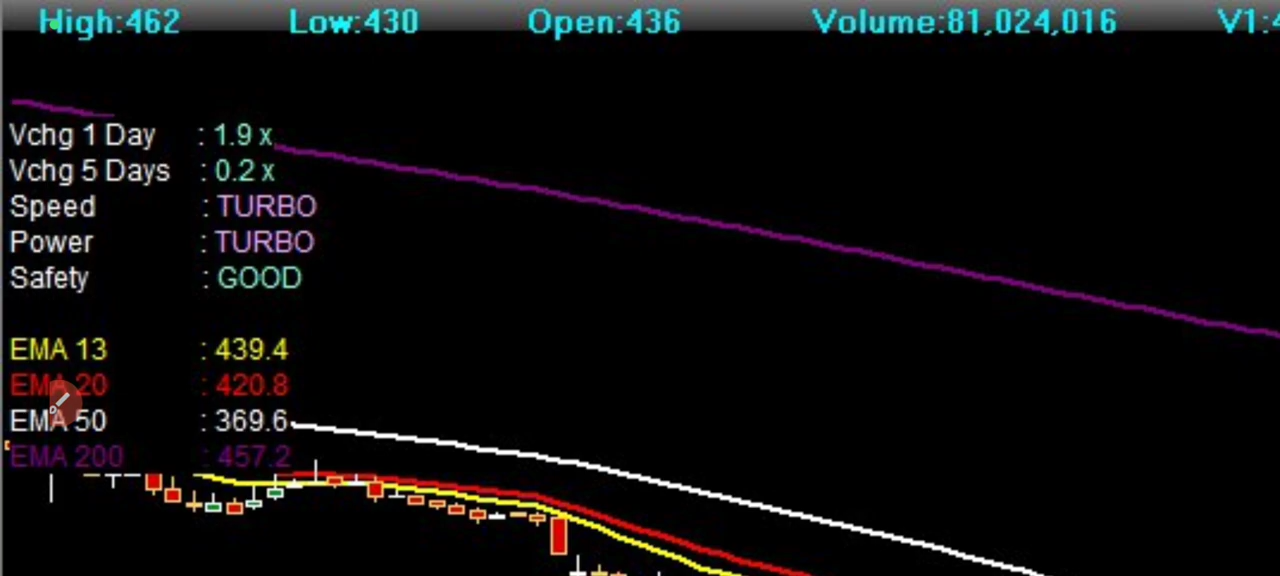 High:462 Low:430 Open:436 Volume:81,024,016 V1:
Vchg 1 Day : 1.9 x
Vchg 5 Days : 0.2 x
Speed : TURBO
Power : TURBO
Safety : GOOD
EMA 13 : 439.4
EMA 20 : 420.8
EMA 50 : 369.6
EMA 200 : 457.2